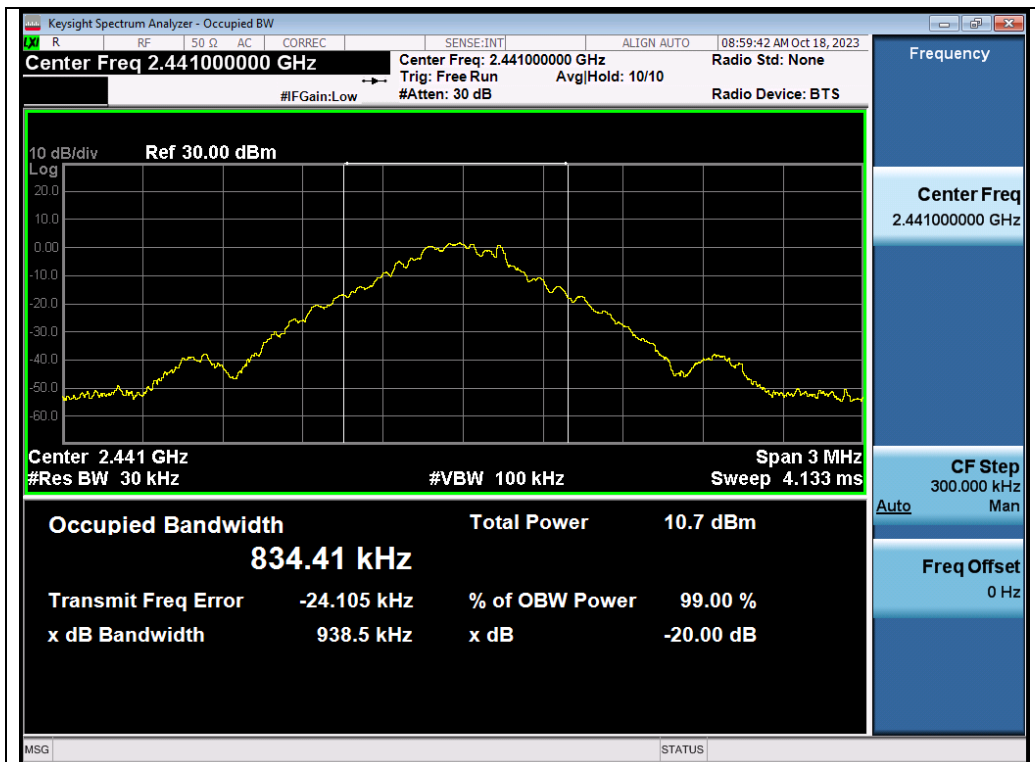 Keysight Spectrum Analyzer - Occupied BW
LXI R RF 50 Ω AC CORREC SENSE:INT ALIGN AUTO 08:59:42 AM Oct 18, 2023
Center Freq 2.441000000 GHz
Center Freq: 2.441000000 GHz Radio Std: None
Trig: Free Run Avg|Hold: 10/10
#IFGain:Low #Atten: 30 dB Radio Device: BTS
10 dB/div Ref 30.00 dBm
Log
20.0
10.0
0.00
-10.0
-20.0
-30.0
-40.0
-50.0
-60.0
Center 2.441 GHz Span 3 MHz
#Res BW 30 kHz #VBW 100 kHz Sweep 4.133 ms
Occupied Bandwidth Total Power 10.7 dBm
834.41 kHz
Transmit Freq Error -24.105 kHz % of OBW Power 99.00 %
x dB Bandwidth 938.5 kHz x dB -20.00 dB
Frequency
Center Freq
2.441000000 GHz
CF Step
300.000 kHz
Auto Man
Freq Offset
0 Hz
MSG STATUS